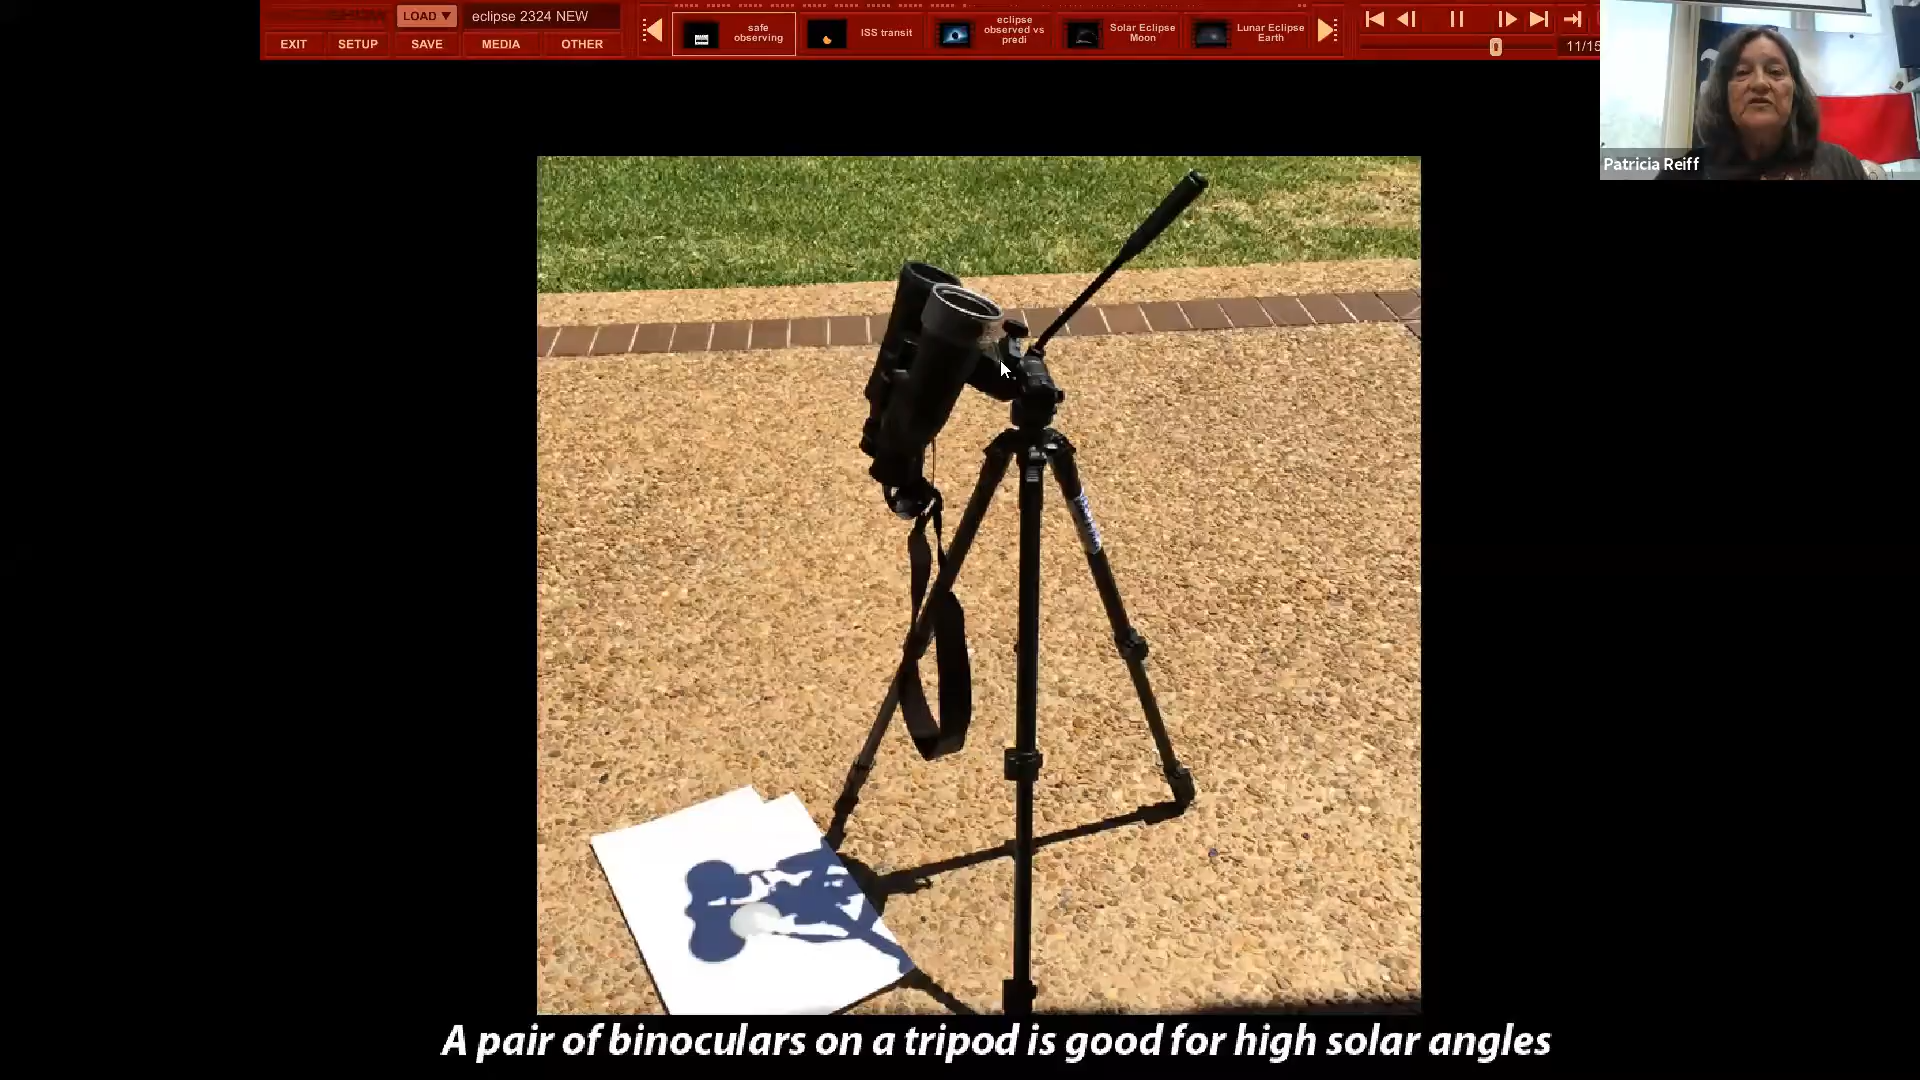 LOAD ▼
eclipse 2324 NEW
EXIT
SETUP
SAVE
MEDIA
OTHER
safe
observing
ISS transit
eclipse
observed vs
predi
Solar Eclipse
Moon
Lunar Eclipse
Earth
11/15
Patricia Reiff
A pair of binoculars on a tripod is good for high solar angles